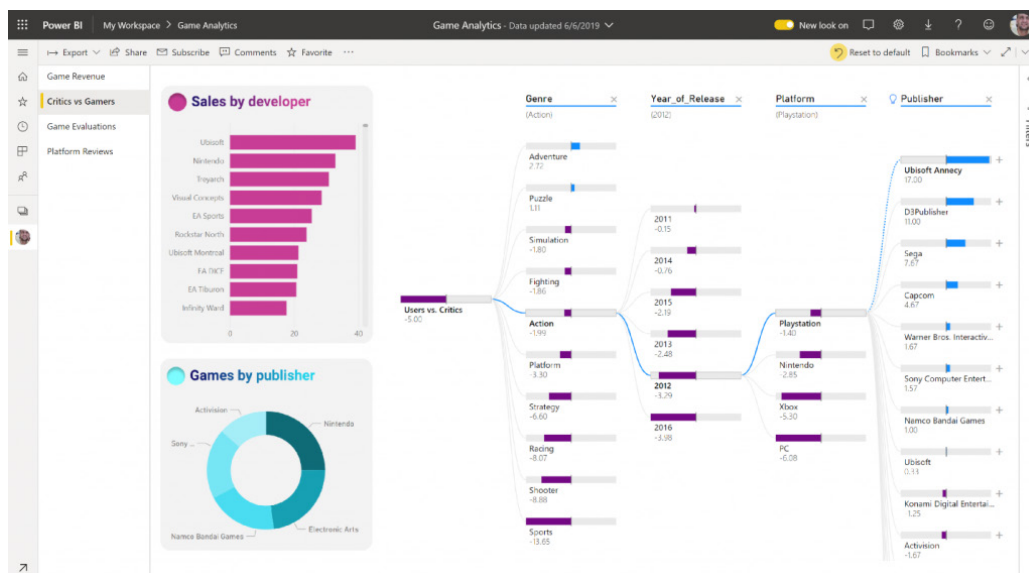 Power BI
My Workspace > Game Analytics
Game Analytics - Data updated 6/6/2019
New look on
Export
Share
Subscribe
Comments
Favorite
Reset to default
Bookmarks
Game Revenue
Critics vs Gamers
Game Evaluations
Platform Reviews
Sales by developer
Ubisoft
Nintendo
Treyarch
Visual Concepts
EA Sports
Rockstar North
Ubisoft Montreal
EA DICE
EA Tiburon
Infinity Ward
0 20 40
Games by publisher
Activision
Nintendo
Sony ...
Namco Bandai Games
Electronic Arts
Users vs. Critics
-5.00
Genre
(Action)
Adventure
2.72
Puzzle
1.11
Simulation
-1.80
Fighting
-1.86
Action
-1.99
Platform
-3.30
Strategy
-6.60
Racing
-8.07
Shooter
-8.88
Sports
-13.65
Year_of_Release
(2012)
2011
-0.15
2014
-0.76
2015
-2.19
2013
-2.48
2012
-3.29
2016
-3.98
Platform
(Playstation)
Playstation
-1.40
Nintendo
-2.85
Xbox
-5.30
PC
-6.08
Publisher
Ubisoft Annecy
17.00
D3Publisher
11.00
Sega
7.67
Capcom
4.67
Warner Bros. Interactiv...
1.67
Sony Computer Entert...
1.57
Namco Bandai Games
1.00
Ubisoft
0.33
Konami Digital Entertai...
-1.25
Activision
-1.67
Filters